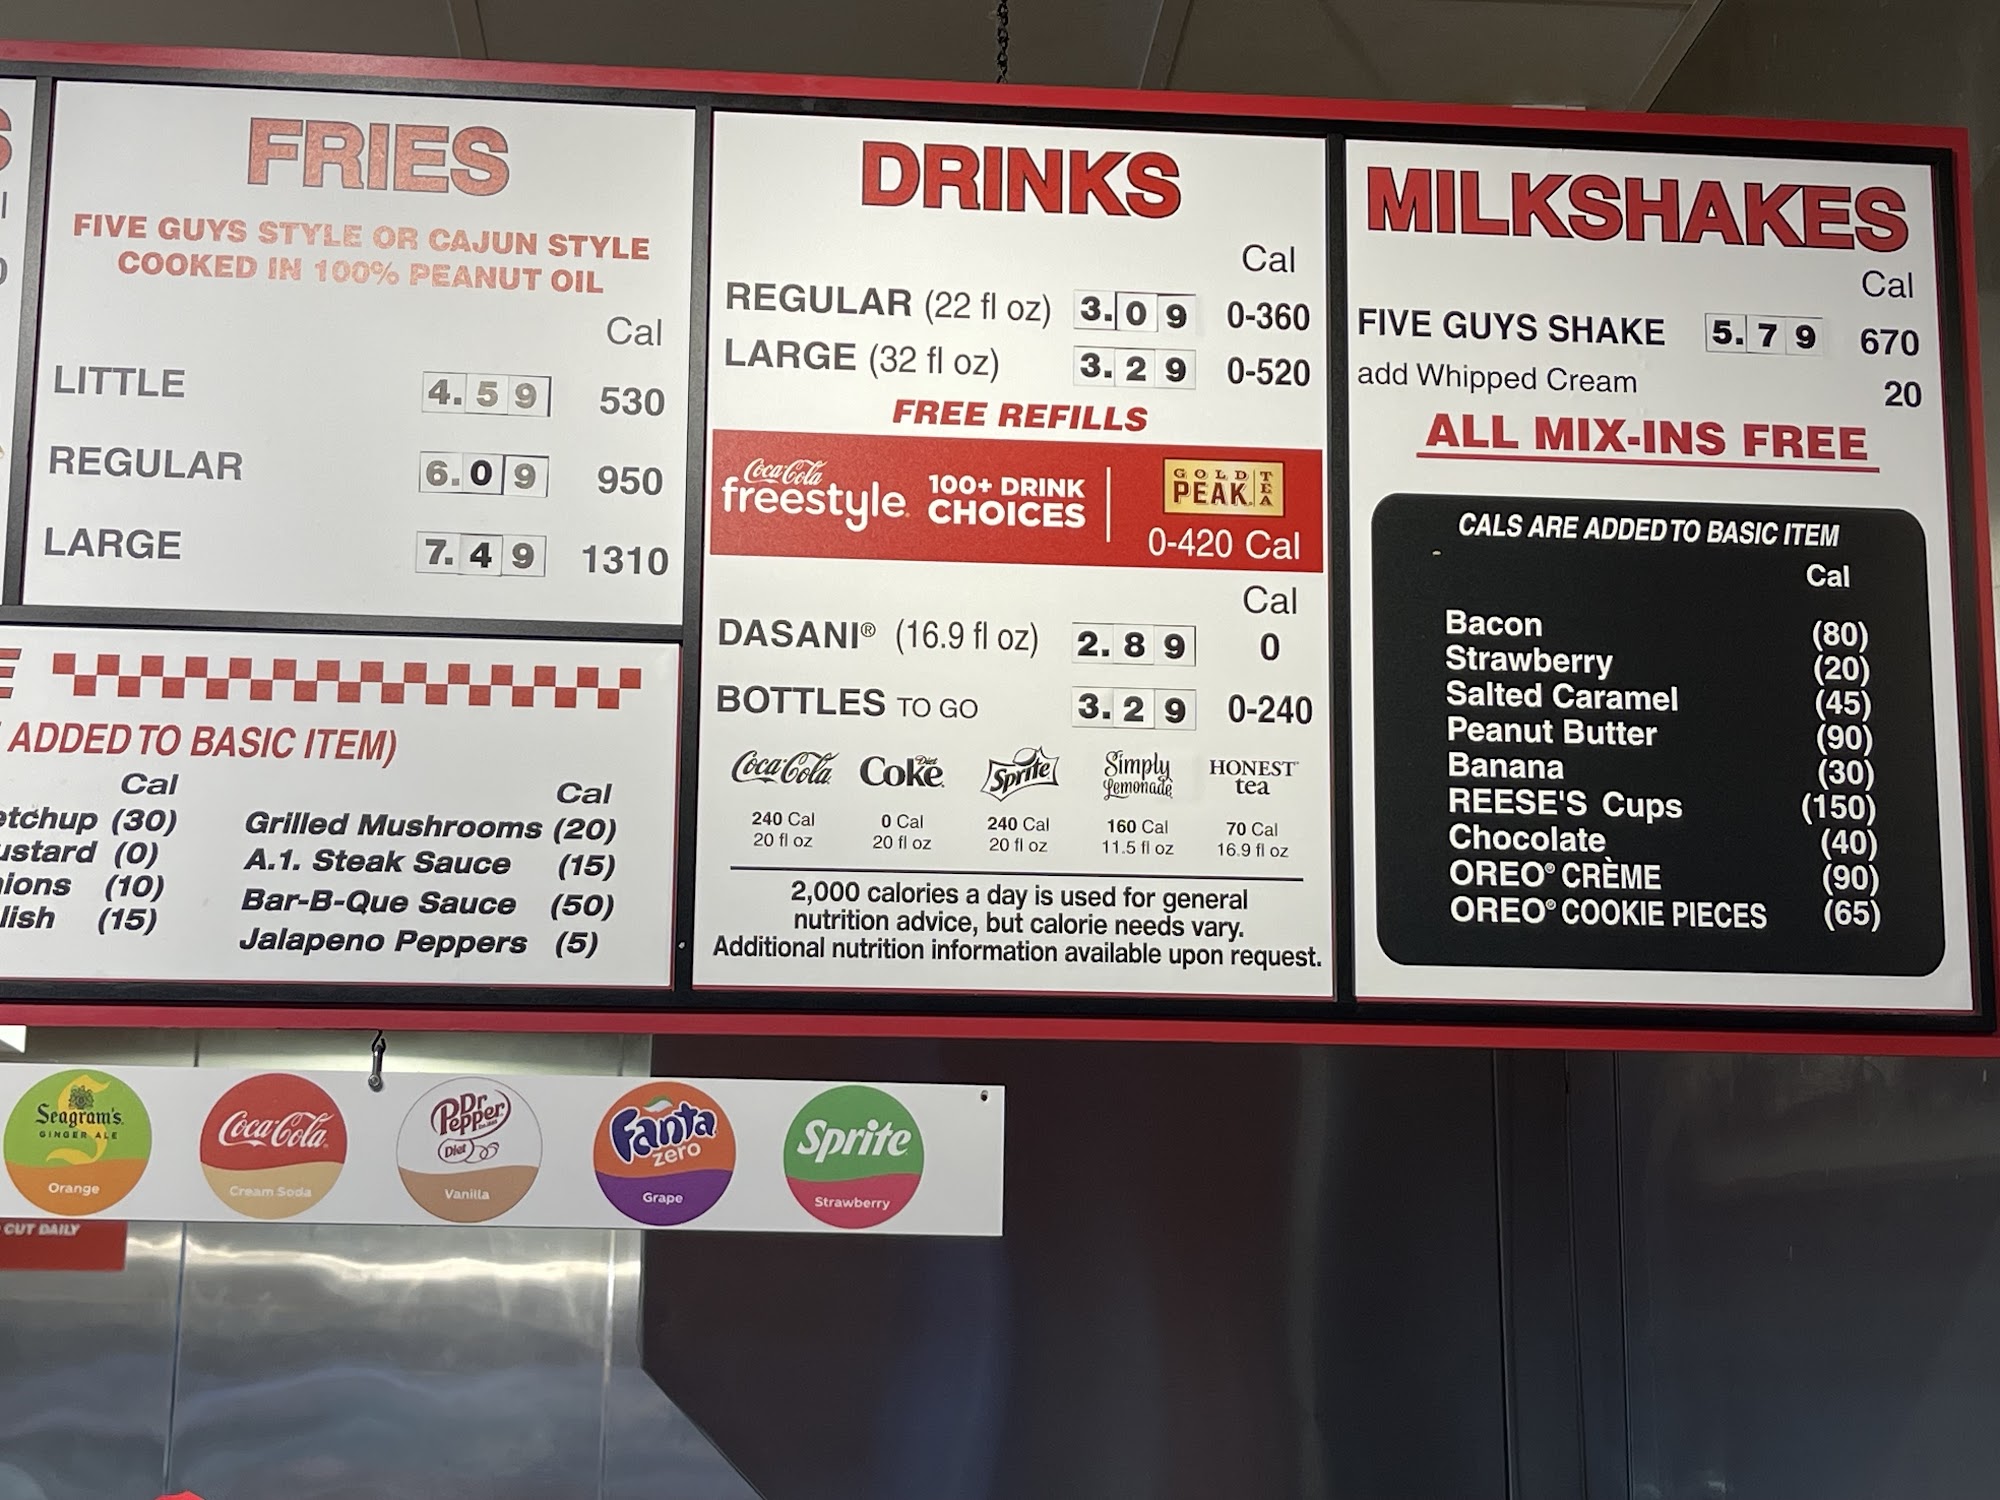 FRIES
FIVE GUYS STYLE OR CAJUN STYLE
COOKED IN 100% PEANUT OIL
Cal
LITTLE 4.59 530
REGULAR 6.09 950
LARGE 7.49 1310
ADDED TO BASIC ITEM)
Cal
etchup (30)
ustard (0)
ions (10)
lish (15)
Cal
Grilled Mushrooms (20)
A.1. Steak Sauce (15)
Bar-B-Que Sauce (50)
Jalapeno Peppers (5)
DRINKS
Cal
REGULAR (22 fl oz) 3.09 0-360
LARGE (32 fl oz) 3.29 0-520
FREE REFILLS
Coca-Cola
freestyle
100+ DRINK
CHOICES
GOLD PEAK TEA
0-420 Cal
Cal
DASANI® (16.9 fl oz) 2.89 0
BOTTLES TO GO 3.29 0-240
Coca-Cola
240 Cal
20 fl oz
Diet Coke
0 Cal
20 fl oz
Sprite
240 Cal
20 fl oz
Simply Lemonade
160 Cal
11.5 fl oz
HONEST tea
70 Cal
16.9 fl oz
2,000 calories a day is used for general
nutrition advice, but calorie needs vary.
Additional nutrition information available upon request.
MILKSHAKES
Cal
FIVE GUYS SHAKE 5.79 670
add Whipped Cream 20
ALL MIX-INS FREE
CALS ARE ADDED TO BASIC ITEM
Cal
Bacon (80)
Strawberry (20)
Salted Caramel (45)
Peanut Butter (90)
Banana (30)
REESE'S Cups (150)
Chocolate (40)
OREO® CRÈME (90)
OREO® COOKIE PIECES (65)
Seagram's
GINGER ALE
Orange
Coca-Cola
Cream Soda
Dr Pepper
Diet
Vanilla
Fanta
zero
Grape
Sprite
Strawberry
CUT DAILY